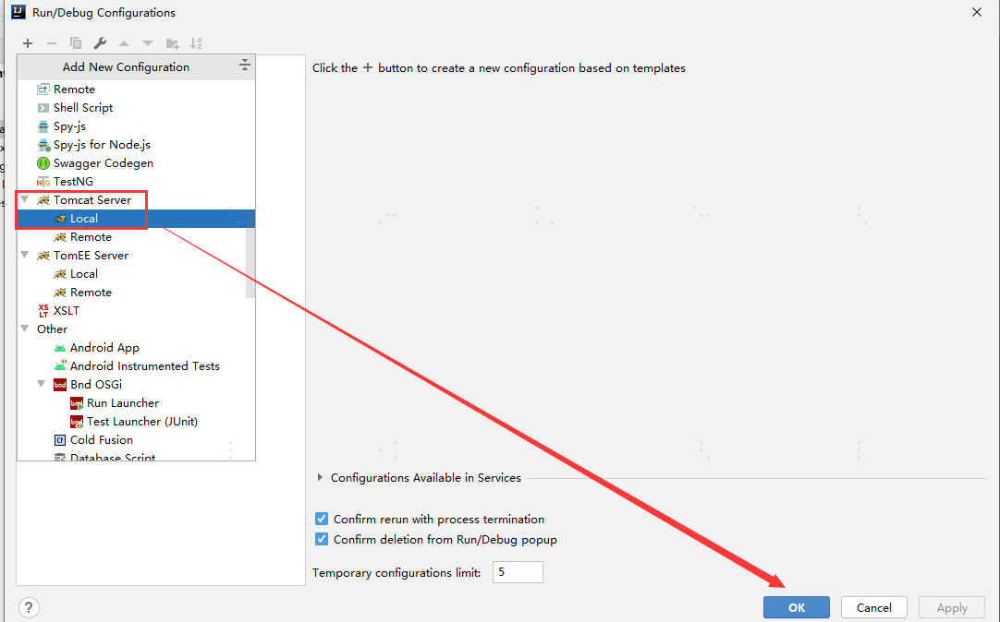 Run/Debug Configurations
Add New Configuration
Click the + button to create a new configuration based on templates
Remote
Shell Script
Spy-js
Spy-js for Node.js
Swagger Codegen
TestNG
Tomcat Server
Local
Remote
TomEE Server
Local
Remote
XSLT
Other
Android App
Android Instrumented Tests
Bnd OSGi
Run Launcher
Test Launcher (JUnit)
Cold Fusion
Database Script
Configurations Available in Services
Confirm rerun with process termination
Confirm deletion from Run/Debug popup
Temporary configurations limit: 5
? OK Cancel Apply